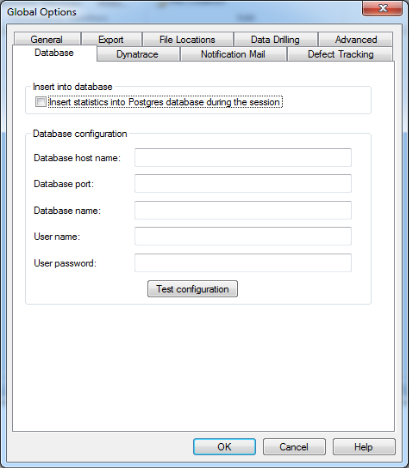 Global Options
General Export File Locations Data Drilling Advanced
Database Dynatrace Notification Mail Defect Tracking
Insert into database
Insert statistics into Postgres database during the session
Database configuration
Database host name:
Database port:
Database name:
User name:
User password:
Test configuration
OK Cancel Help